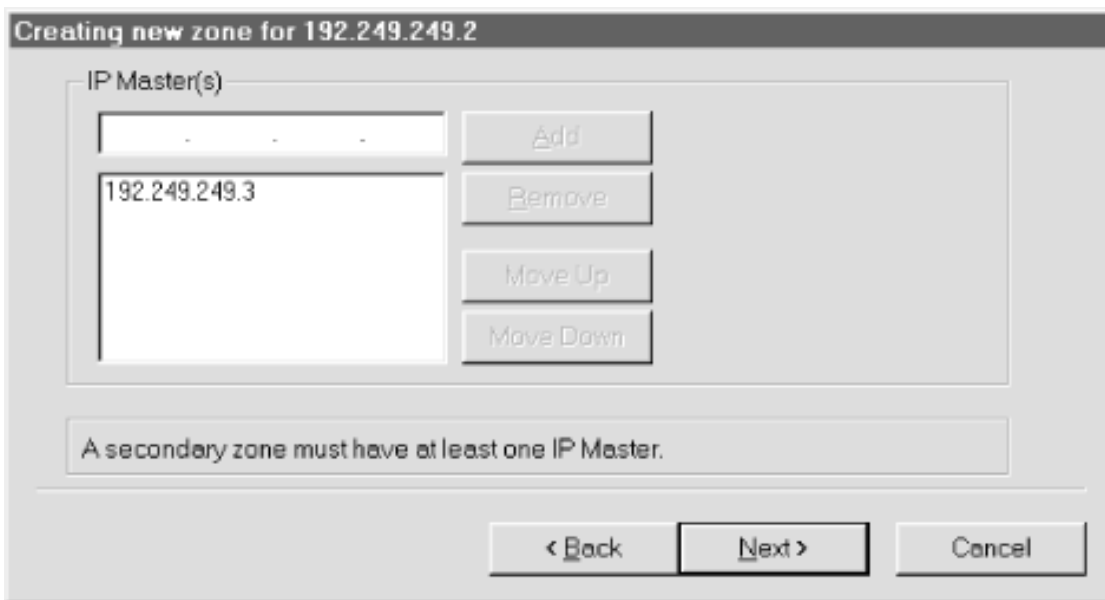 Creating new zone for 192.249.249.2
IP Master(s)
. . .
Add
192.249.249.3
Remove
Move Up
Move Down
A secondary zone must have at least one IP Master.
< Back
Next >
Cancel